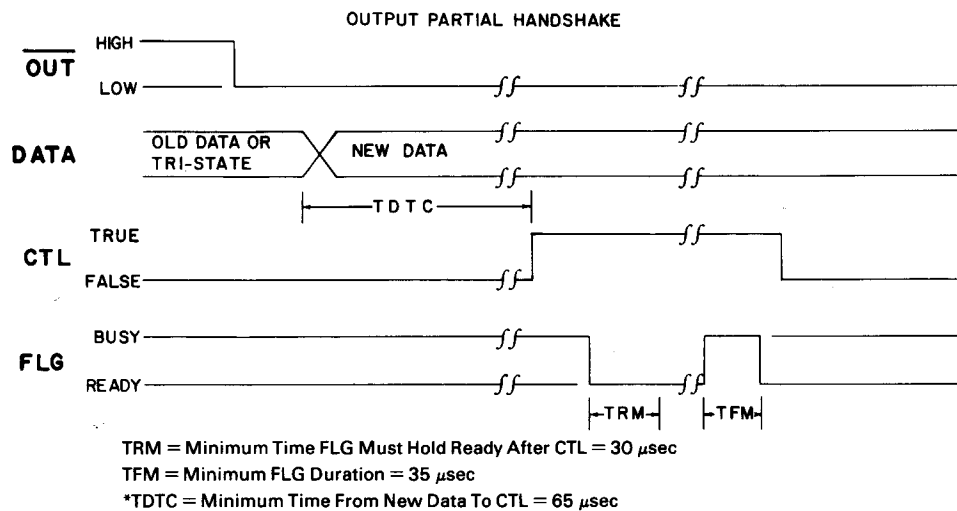 OUTPUT PARTIAL HANDSHAKE
OUT
HIGH
LOW
DATA
OLD DATA OR
TRI-STATE
NEW DATA
TDTC
CTL
TRUE
FALSE
FLG
BUSY
READY
TRM
TFM
TRM = Minimum Time FLG Must Hold Ready After CTL = 30 μsec
TFM = Minimum FLG Duration = 35 μsec
*TDTC = Minimum Time From New Data To CTL = 65 μsec